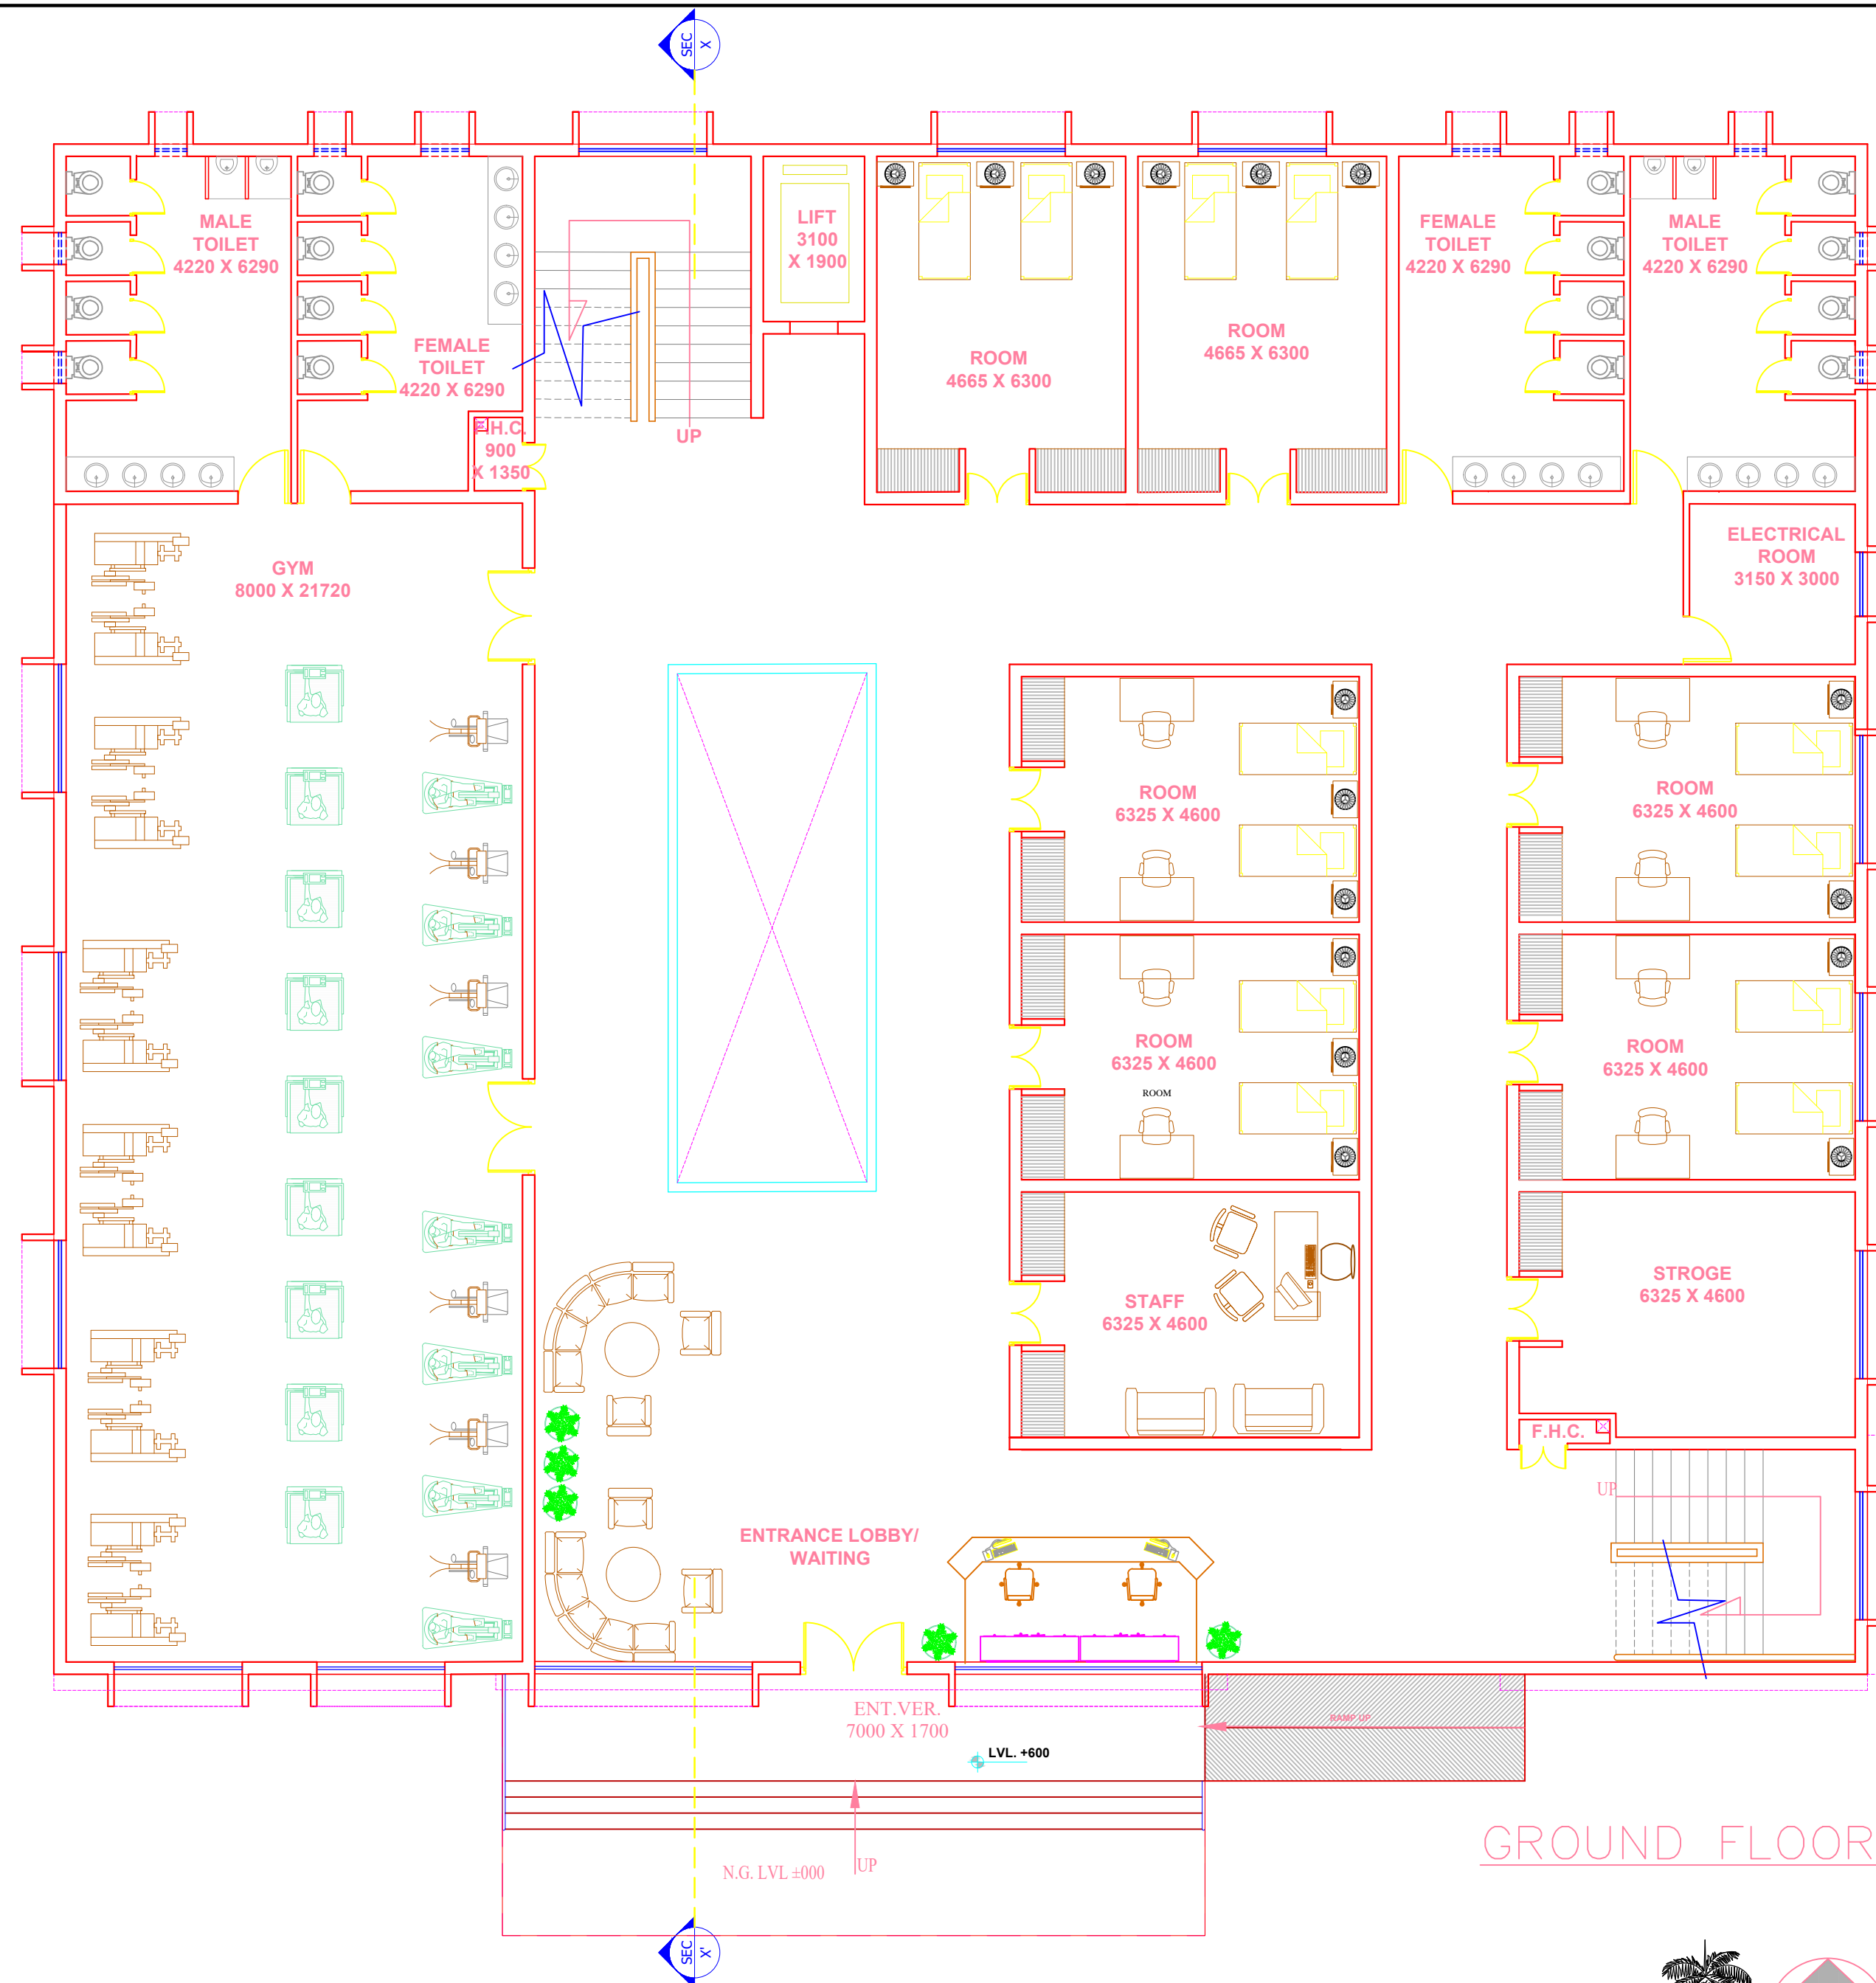 SEC
X
MALE
TOILET
4220 X 6290
LIFT
3100
X 1900
FEMALE
TOILET
4220 X 6290
MALE
TOILET
4220 X 6290
FEMALE
TOILET
4220 X 6290
ROOM
4665 X 6300
ROOM
4665 X 6300
F.H.C.
900
X 1350
UP
GYM
8000 X 21720
ELECTRICAL
ROOM
3150 X 3000
ROOM
6325 X 4600
ROOM
6325 X 4600
ROOM
6325 X 4600
ROOM
ROOM
6325 X 4600
STAFF
6325 X 4600
STROGE
6325 X 4600
F.H.C.
UP
ENTRANCE LOBBY/
WAITING
ENT.VER.
7000 X 1700
RAMP UP
LVL. +600
N.G. LVL ±000
UP
GROUND FLOOR
SEC
X'